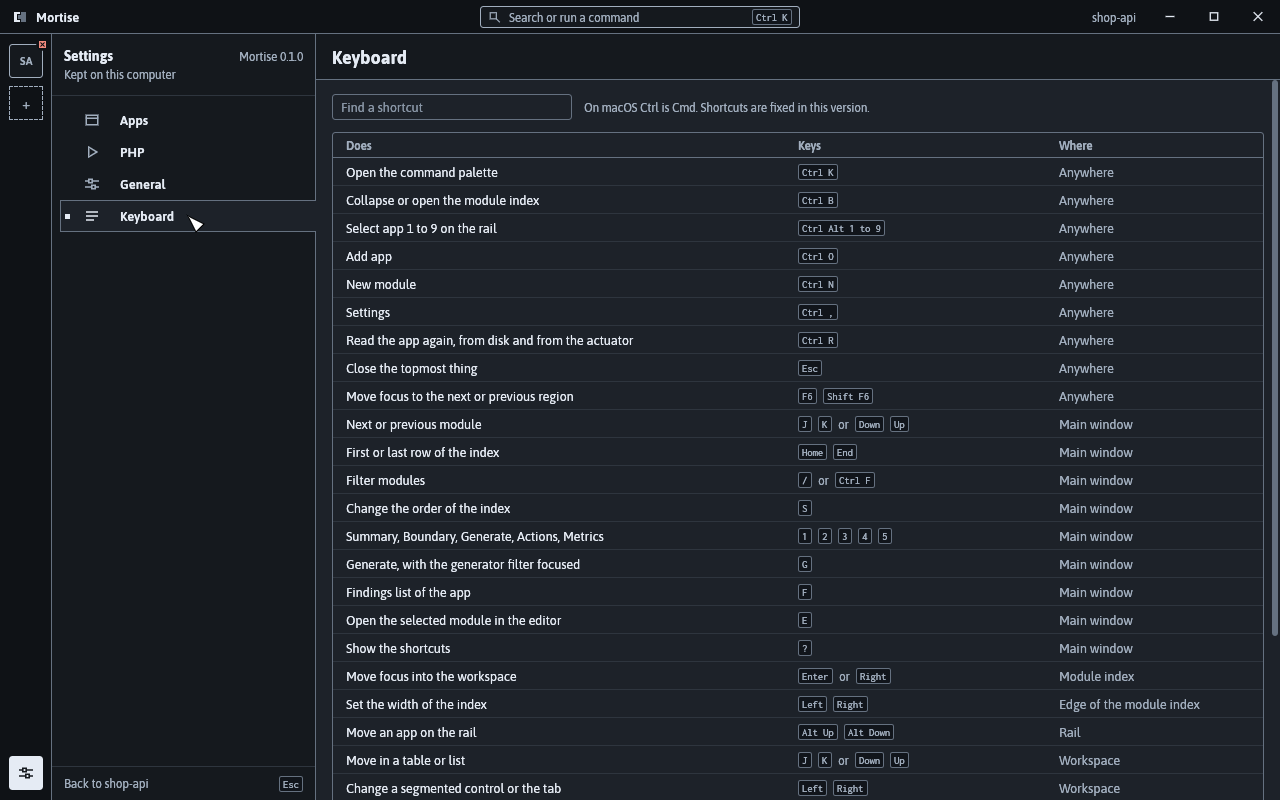 Mortise
Search or run a command Ctrl K
shop-api
SA
+
Settings
Mortise 0.1.0
Kept on this computer
Apps
PHP
General
Keyboard
Back to shop-api Esc
Keyboard
Find a shortcut
On macOS Ctrl is Cmd. Shortcuts are fixed in this version.
Does Keys Where
Open the command palette Ctrl K Anywhere
Collapse or open the module index Ctrl B Anywhere
Select app 1 to 9 on the rail Ctrl Alt 1 to 9 Anywhere
Add app Ctrl O Anywhere
New module Ctrl N Anywhere
Settings Ctrl , Anywhere
Read the app again, from disk and from the actuator Ctrl R Anywhere
Close the topmost thing Esc Anywhere
Move focus to the next or previous region F6 Shift F6 Anywhere
Next or previous module J K or Down Up Main window
First or last row of the index Home End Main window
Filter modules / or Ctrl F Main window
Change the order of the index S Main window
Summary, Boundary, Generate, Actions, Metrics 1 2 3 4 5 Main window
Generate, with the generator filter focused G Main window
Findings list of the app F Main window
Open the selected module in the editor E Main window
Show the shortcuts ? Main window
Move focus into the workspace Enter or Right Module index
Set the width of the index Left Right Edge of the module index
Move an app on the rail Alt Up Alt Down Rail
Move in a table or list J K or Down Up Workspace
Change a segmented control or the tab Left Right Workspace